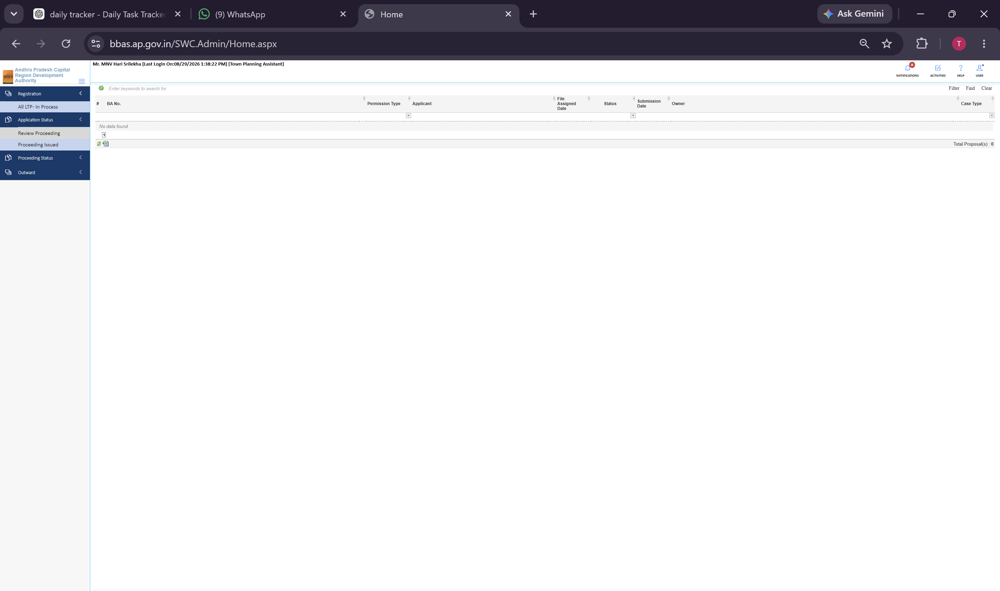 daily tracker - Daily Task Tracker
(9) WhatsApp
Home
Ask Gemini
bbas.ap.gov.in/SWC.Admin/Home.aspx
T
Andhra Pradesh Capital
Region Development
Authority
Mr. MNV Hari Srilekha [Last Login On:08/29/2026 1:38:22 PM] [Town Planning Assistant]
0
NOTIFICATIONS
ACTIVITIES
HELP
USER
Registration
All LTP- In Process
Application Status
Review Proceeding
Proceeding Issued
Proceeding Status
Outward
Enter keywords to search for
Filter Find Clear
# BA No. Permission Type Applicant File Assigned Date Status Submission Date Owner Case Type
No data found
1
Total Proposal(s) : 0